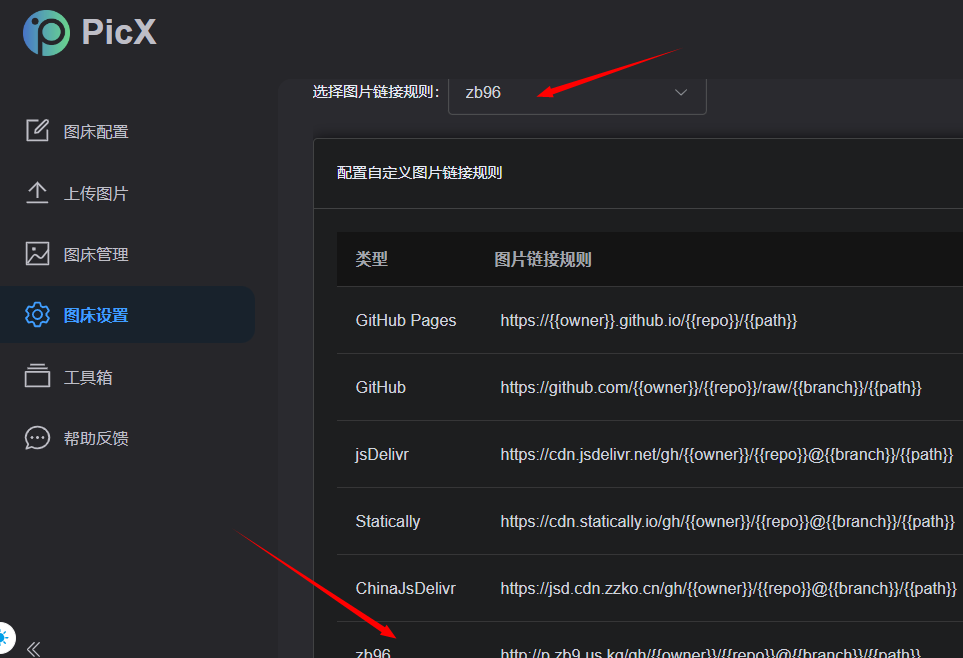 PicX
选择图片链接规则： zb96
图床配置
上传图片
图床管理
图床设置
工具箱
帮助反馈
配置自定义图片链接规则
类型 图片链接规则
GitHub Pages https://{{owner}}.github.io/{{repo}}/{{path}}
GitHub https://github.com/{{owner}}/{{repo}}/raw/{{branch}}/{{path}}
jsDelivr https://cdn.jsdelivr.net/gh/{{owner}}/{{repo}}@{{branch}}/{{path}}
Statically https://cdn.statically.io/gh/{{owner}}/{{repo}}@{{branch}}/{{path}}
ChinaJsDelivr https://jsd.cdn.zzko.cn/gh/{{owner}}/{{repo}}@{{branch}}/{{path}}
zb96 http://p.zb9.us.kg/gh/{{owner}}/{{repo}}@{{branch}}/{{path}}